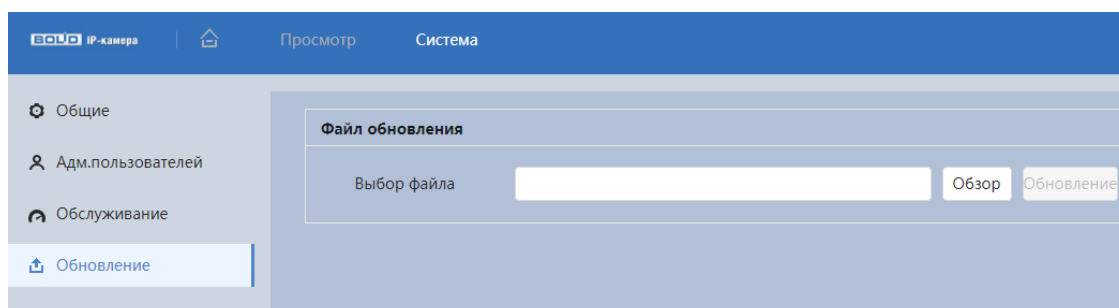 BOLID IP-камера
Просмотр
Система
Общие
Адм.пользователей
Обслуживание
Обновление
Файл обновления
Выбор файла
Обзор
Обновление